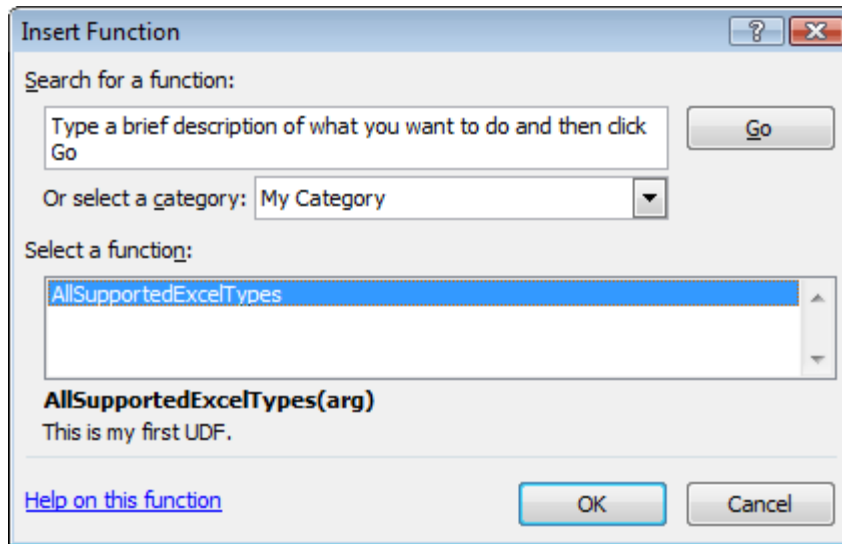 Insert Function
Search for a function:
Type a brief description of what you want to do and then click
Go
Go
Or select a category: My Category
Select a function:
AllSupportedExcelTypes
AllSupportedExcelTypes(arg)
This is my first UDF.
Help on this function
OK
Cancel